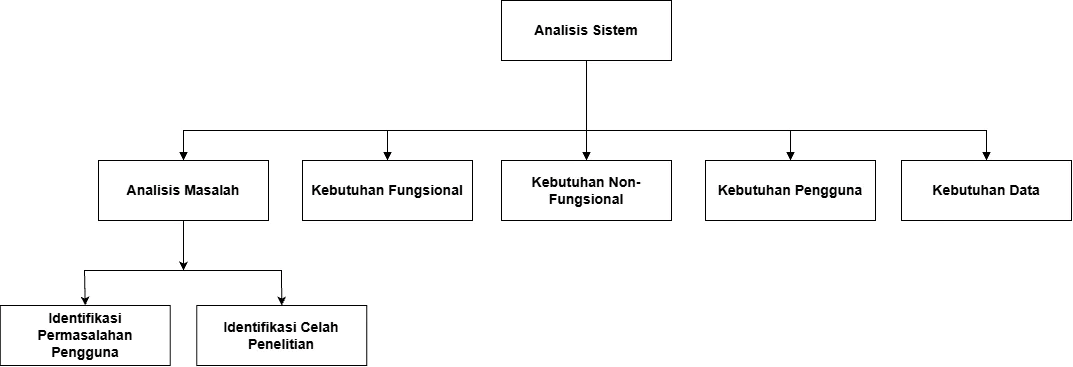 Analisis Sistem
Analisis Masalah
Kebutuhan Fungsional
Kebutuhan Non-
Fungsional
Kebutuhan Pengguna
Kebutuhan Data
Identifikasi
Permasalahan
Pengguna
Identifikasi Celah
Penelitian